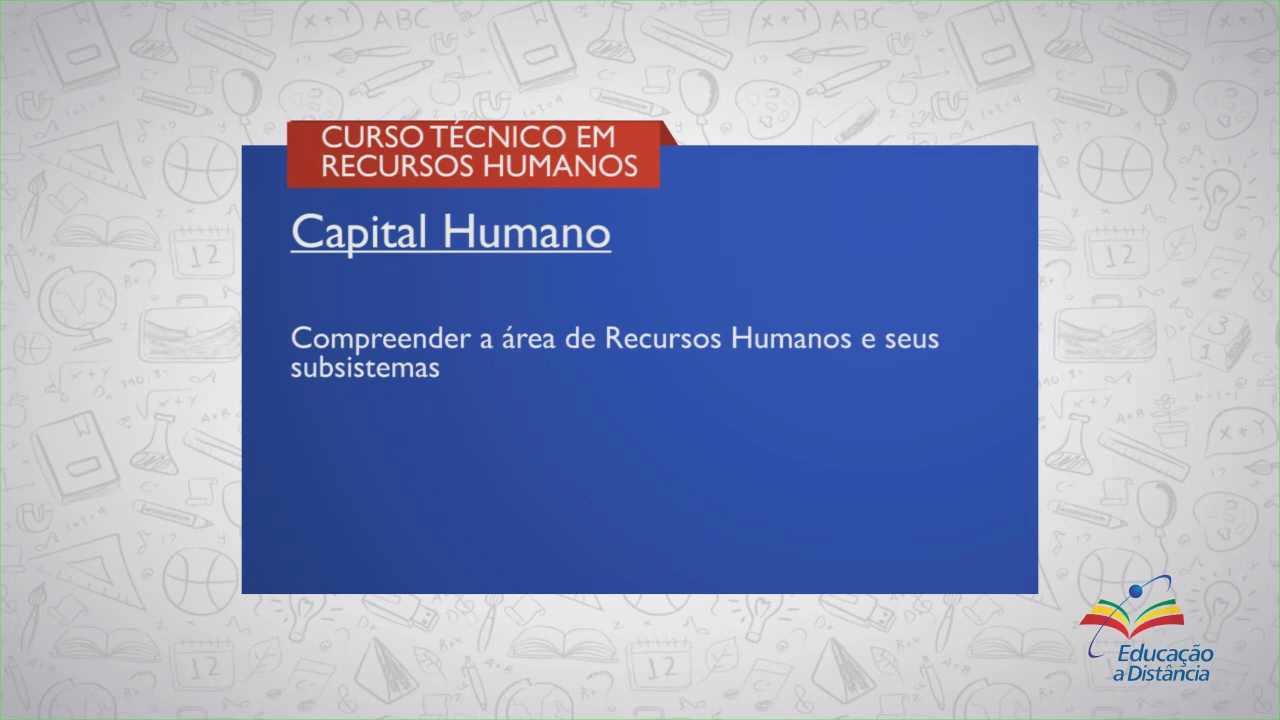 CURSO TÉCNICO EM
RECURSOS HUMANOS
Capital Humano
Compreender a área de Recursos Humanos e seus
subsistemas
Educação
a Distância